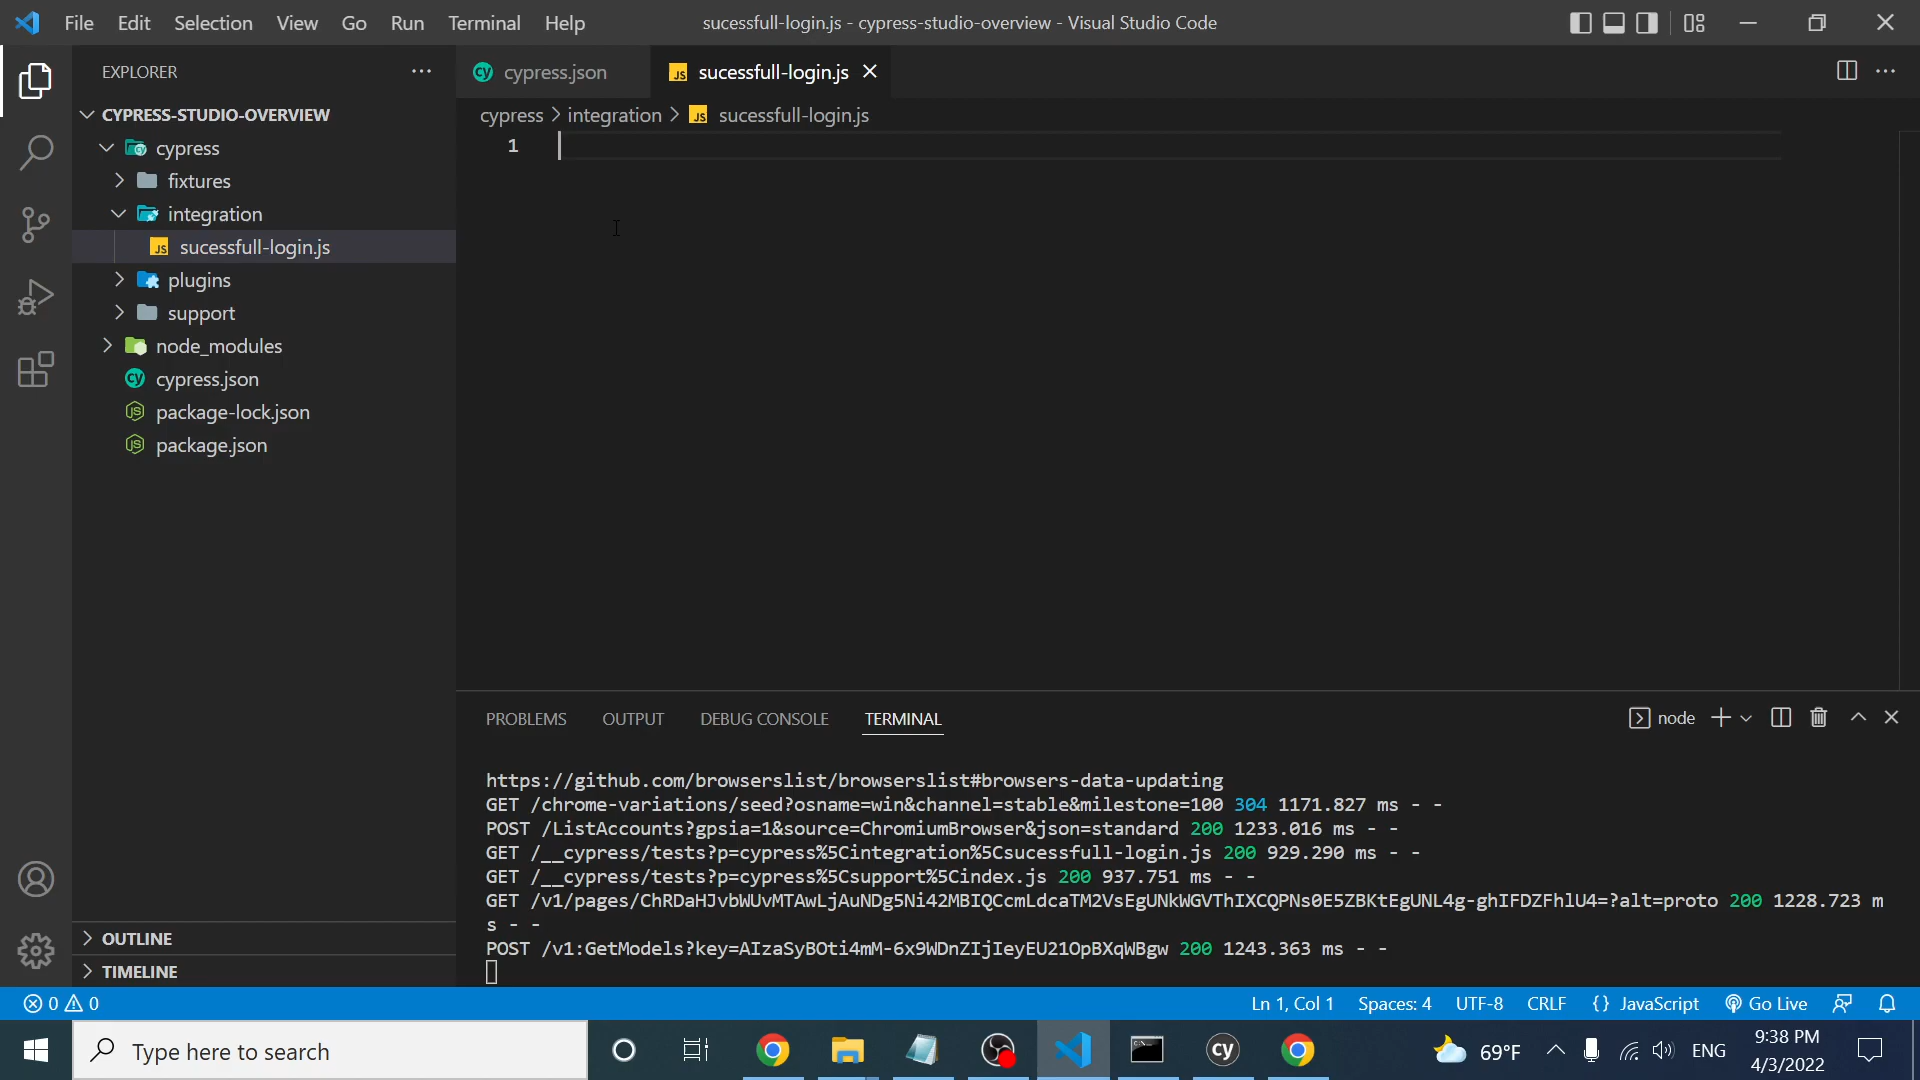 File Edit Selection View Go Run Terminal Help
sucessfull-login.js - cypress-studio-overview - Visual Studio Code
EXPLORER
CYPRESS-STUDIO-OVERVIEW
cypress
fixtures
integration
JS sucessfull-login.js
plugins
support
node_modules
cy cypress.json
JS package-lock.json
JS package.json
OUTLINE
TIMELINE
cy cypress.json
JS sucessfull-login.js
cypress > integration > JS sucessfull-login.js
1
PROBLEMS OUTPUT DEBUG CONSOLE TERMINAL
node
https://github.com/browserslist/browserslist#browsers-data-updating
GET /chrome-variations/seed?osname=win&channel=stable&milestone=100 304 1171.827 ms - -
POST /ListAccounts?gpsia=1&source=ChromiumBrowser&json=standard 200 1233.016 ms - -
GET /__cypress/tests?p=cypress%5Cintegration%5Csucessfull-login.js 200 929.290 ms - -
GET /__cypress/tests?p=cypress%5Csupport%5Cindex.js 200 937.751 ms - -
GET /v1/pages/ChRDaHJvbWUvMTAwLjAuNDg5Ni42MBIQCcmLdcaTM2VsEgUNkWGVThIXCQPNs0E5ZBKtEgUNL4g-ghIFDZFhlU4=?alt=proto 200 1228.723 m
s - -
POST /v1:GetModels?key=AIzaSyBOti4mM-6x9WDnZIjIeyEU21OpBXqWBgw 200 1243.363 ms - -
0 0
Ln 1, Col 1 Spaces: 4 UTF-8 CRLF {} JavaScript Go Live
Type here to search
cy
69°F
ENG
9:38 PM
4/3/2022